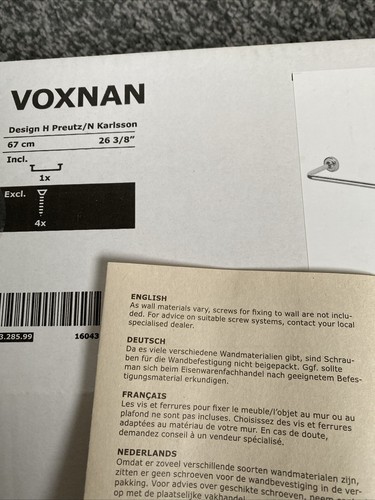 VOXNAN
Design H Preutz/N Karlsson
67 cm 26 3/8"
Incl.
1x
Excl.
4x
3.285.99 16043
ENGLISH
As wall materials vary, screws for fixing to wall are not inclu-
ded. For advice on suitable screw systems, contact your local
specialised dealer.
DEUTSCH
Da es viele verschiedene Wandmaterialien gibt, sind Schrau-
ben für die Wandbefestigung nicht beigepackt. Ggf. sollte
man sich beim Eisenwarenfachhandel nach geeignetem Befes-
tigungsmaterial erkundigen.
FRANÇAIS
Les vis et ferrures pour fixer le meuble/l'objet au mur ou au
plafond ne sont pas incluses. Choisissez des vis et ferrures
adaptées au matériau de votre mur. En cas de doute,
demandez conseil à un vendeur spécialisé.
NEDERLANDS
Omdat er zoveel verschillende soorten wandmaterialen zijn,
zitten er geen schroeven voor de wandbevestiging in de ver-
pakking. Voor advies over geschikte schroeven, neem
op met de plaatselijke vakhandel.